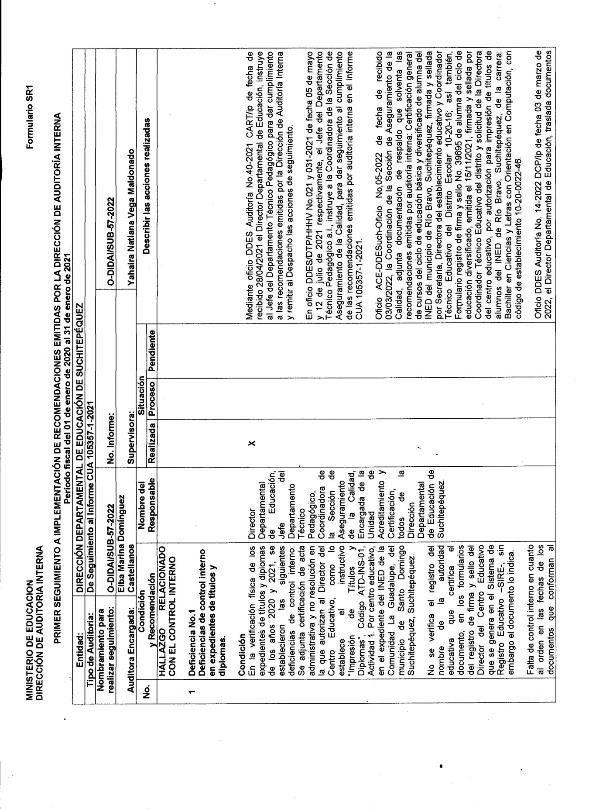 MINISTERIO DE EDUCACIÓN
DIRECCIÓN DE AUDITORIA INTERNA
Formulario SR1
PRIMER SEGUIMIENTO A IMPLEMENTACIÓN DE RECOMENDACIONES EMITIDAS POR LA DIRECCIÓN DE AUDITORIA INTERNA
Periodo fiscal del 01 de enero de 2020 al 31 de enero de 2021
Entidad: DIRECCIÓN DEPARTAMENTAL DE EDUCACIÓN DE SUCHITEPÉQUEZ
Tipo de Auditoria: De Seguimiento al Informe CUA 105357-1-2021
Nombramiento para realizar seguimiento: O-DIDAI/SUB-57-2022 No. Informe: O-DIDAI/SUB-57-2022
Auditora Encargada: Elba Marina Domínguez Castellanos Supervisora: Yahaira Natiana Vega Maldonado
No. Condición y Recomendación Nombre del Responsable Situación Describir las acciones realizadas
Realizada Proceso Pendiente
HALLAZGO RELACIONADO
CON EL CONTROL INTERNO
1 Deficiencia No.1
Deficiencias de control interno
en expedientes de títulos y
diplomas.
Condición
En la verificación física de los
expedientes de títulos y diplomas
de los años 2020 y 2021, se
establecieron las siguientes
deficiencias de control interno:
Se adjunta certificación de acta
administrativa y no resolución en
la que autorizan al Director del
Centro Educativo, como lo
establece el instructivo
"Impresión de Títulos y
Diplomas" Código ATD-INS-01,
Actividad 1. Por centro educativo,
en el expediente del INED de la
Comunidad La Guadalupe, del
municipio de Santo Domingo
Suchitepéquez.
No se verifica el registro del
nombre de la autoridad
educativa que certifica el
documento, en los formularios
del registro de firma y sello del
Director del Centro Educativo
que se genera en el Sistema de
Registro Educativo -SIRE-, sin
embargo el documento lo indica.
Falta de control interno en cuanto
al orden en las fechas de los
documentos que conforman al
Director
Departamental
de Educación,
Jefe del
Departamento
Técnico
Pedagógico,
Coordinadora de
la Sección de
Aseguramiento
de la Calidad,
Encargada de la
Unidad de
Acreditamiento y
Certificación,
todos de la
Dirección
Departamental
de Educación de
Suchitepéquez.
X
Mediante oficio DDES Auditoria No.40-2021 CART/ip de fecha de
recibido 28/04/2021 el Director Departamental de Educación, instruye
al Jefe del Departamento Técnico Pedagógico para dar cumplimiento
a las recomendaciones emitidas por la Dirección de Auditoria Interna
y remitir al Despacho las acciones de seguimiento.
En oficio DDES/DTP/HHHV No.021 y 031-2021 de fecha 05 de mayo
y 12 de julio de 2021 respectivamente, el Jefe del Departamento
Técnico Pedagógico a.i., instruye a la Coordinadora de la Sección de
Aseguramiento de la Calidad, para dar seguimiento al cumplimiento
de las recomendaciones emitidas por auditoria interna en el informe
CUA 105357-1-2021.
Oficio ACE-DDESuch-Oficio No.05-2022 de fecha de recibido
03/03/2022, la Coordinación de la Sección de Aseguramiento de la
Calidad, adjunta documentación de respaldo que solventa las
recomendaciones emitidas por auditoria interna: Certificación general
de cursos del ciclo de educación básica y diversificado de alumna del
INED del municipio de Río Bravo, Suchitepéquez, firmada y sellada
por Secretaria, Directora del establecimiento educativo y Coordinador
Técnico Educativo del Distrito Escolar 10-20-16; así también,
Formulario registro de firma y sello No. 39695 de alumna del ciclo de
educación diversificado, emitida el 15/11/2021, firmada y sellada por
Coordinador Técnico Educativo del distrito y solicitud de la Directora
del centro educativo, por autorización para impresión de títulos de
alumnos del INED de Río Bravo, Suchitepéquez, de la carrera:
Bachiller en Ciencias y Letras con Orientación en Computación, con
código de establecimiento 10-20-0022-46.
Oficio DDES Auditoria No. 14-2022 DCP/ip de fecha 03 de marzo de
2022, el Director Departamental de Educación, traslada documentos